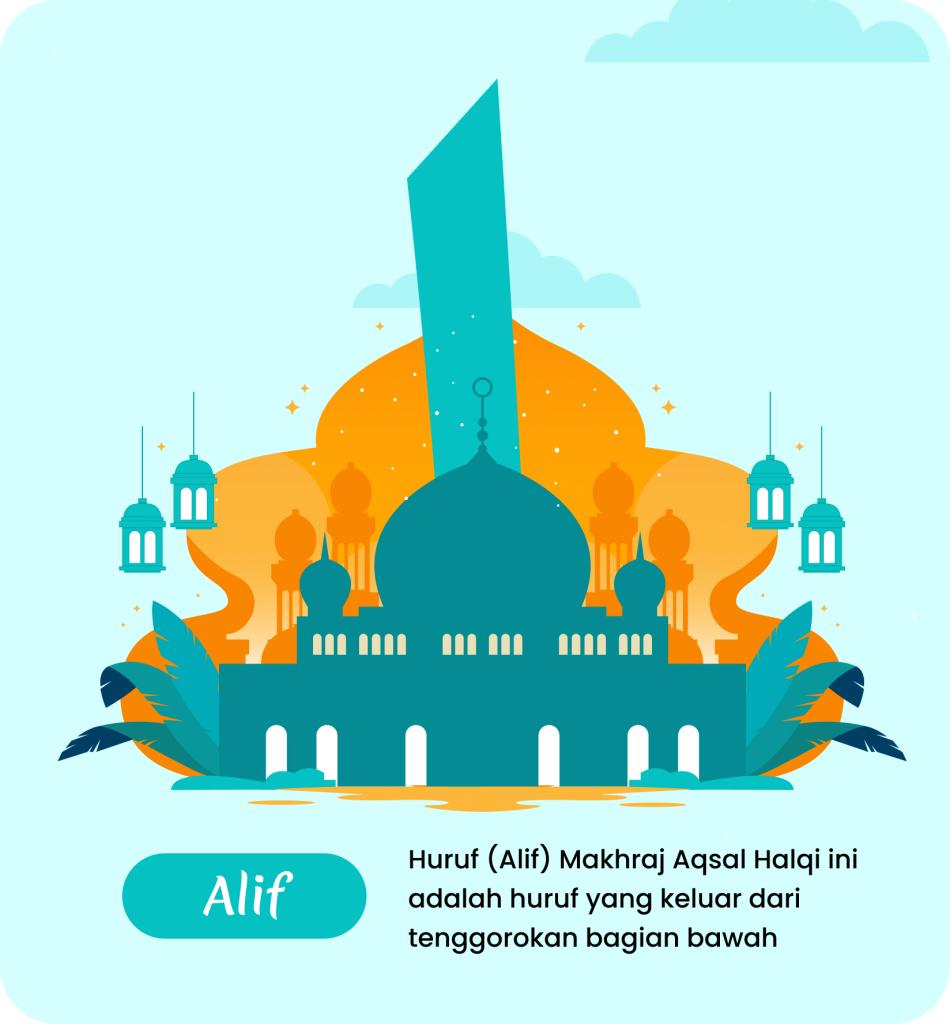 ا
Alif
Huruf (Alif) Makhraj Aqsal Halqi ini
adalah huruf yang keluar dari
tenggorokan bagian bawah